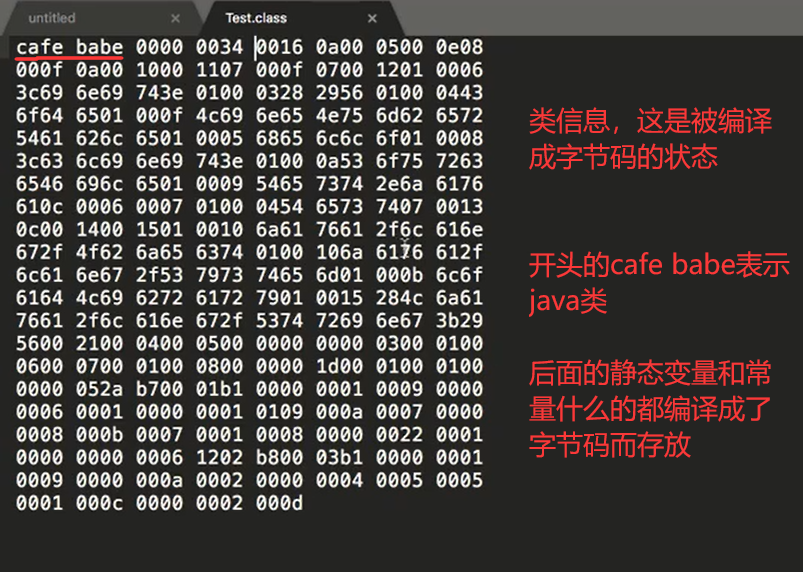 untitled × Test.class ×
cafe babe 0000 0034 0016 0a00 0500 0e08
000f 0a00 1000 1107 000f 0700 1201 0006
3c69 6e69 743e 0100 0328 2956 0100 0443
6f64 6501 000f 4c69 6e65 4e75 6d62 6572
5461 626c 6501 0005 6865 6c6c 6f01 0008
3c63 6c69 6e69 743e 0100 0a53 6f75 7263
6546 696c 6501 0009 5465 7374 2e6a 6176
610c 0006 0007 0100 0454 6573 7407 0013
0c00 1400 1501 0010 6a61 7661 2f6c 616e
672f 4f62 6a65 6374 0100 106a 6176 612f
6c61 6e67 2f53 7973 7465 6d01 000b 6c6f
6164 4c69 6272 6172 7901 0015 284c 6a61
7661 2f6c 616e 672f 5374 7269 6e67 3b29
5600 2100 0400 0500 0000 0000 0300 0100
0600 0700 0100 0800 0000 1d00 0100 0100
0000 052a b700 01b1 0000 0001 0009 0000
0006 0001 0000 0001 0109 000a 0007 0000
0008 000b 0007 0001 0008 0000 0022 0001
0000 0000 0006 1202 b800 03b1 0000 0001
0009 0000 000a 0002 0000 0004 0005 0005
0001 000c 0000 0002 000d
类信息，这是被编译
成字节码的状态
开头的cafe babe表示
java类
后面的静态变量和常
量什么的都编译成了
字节码而存放